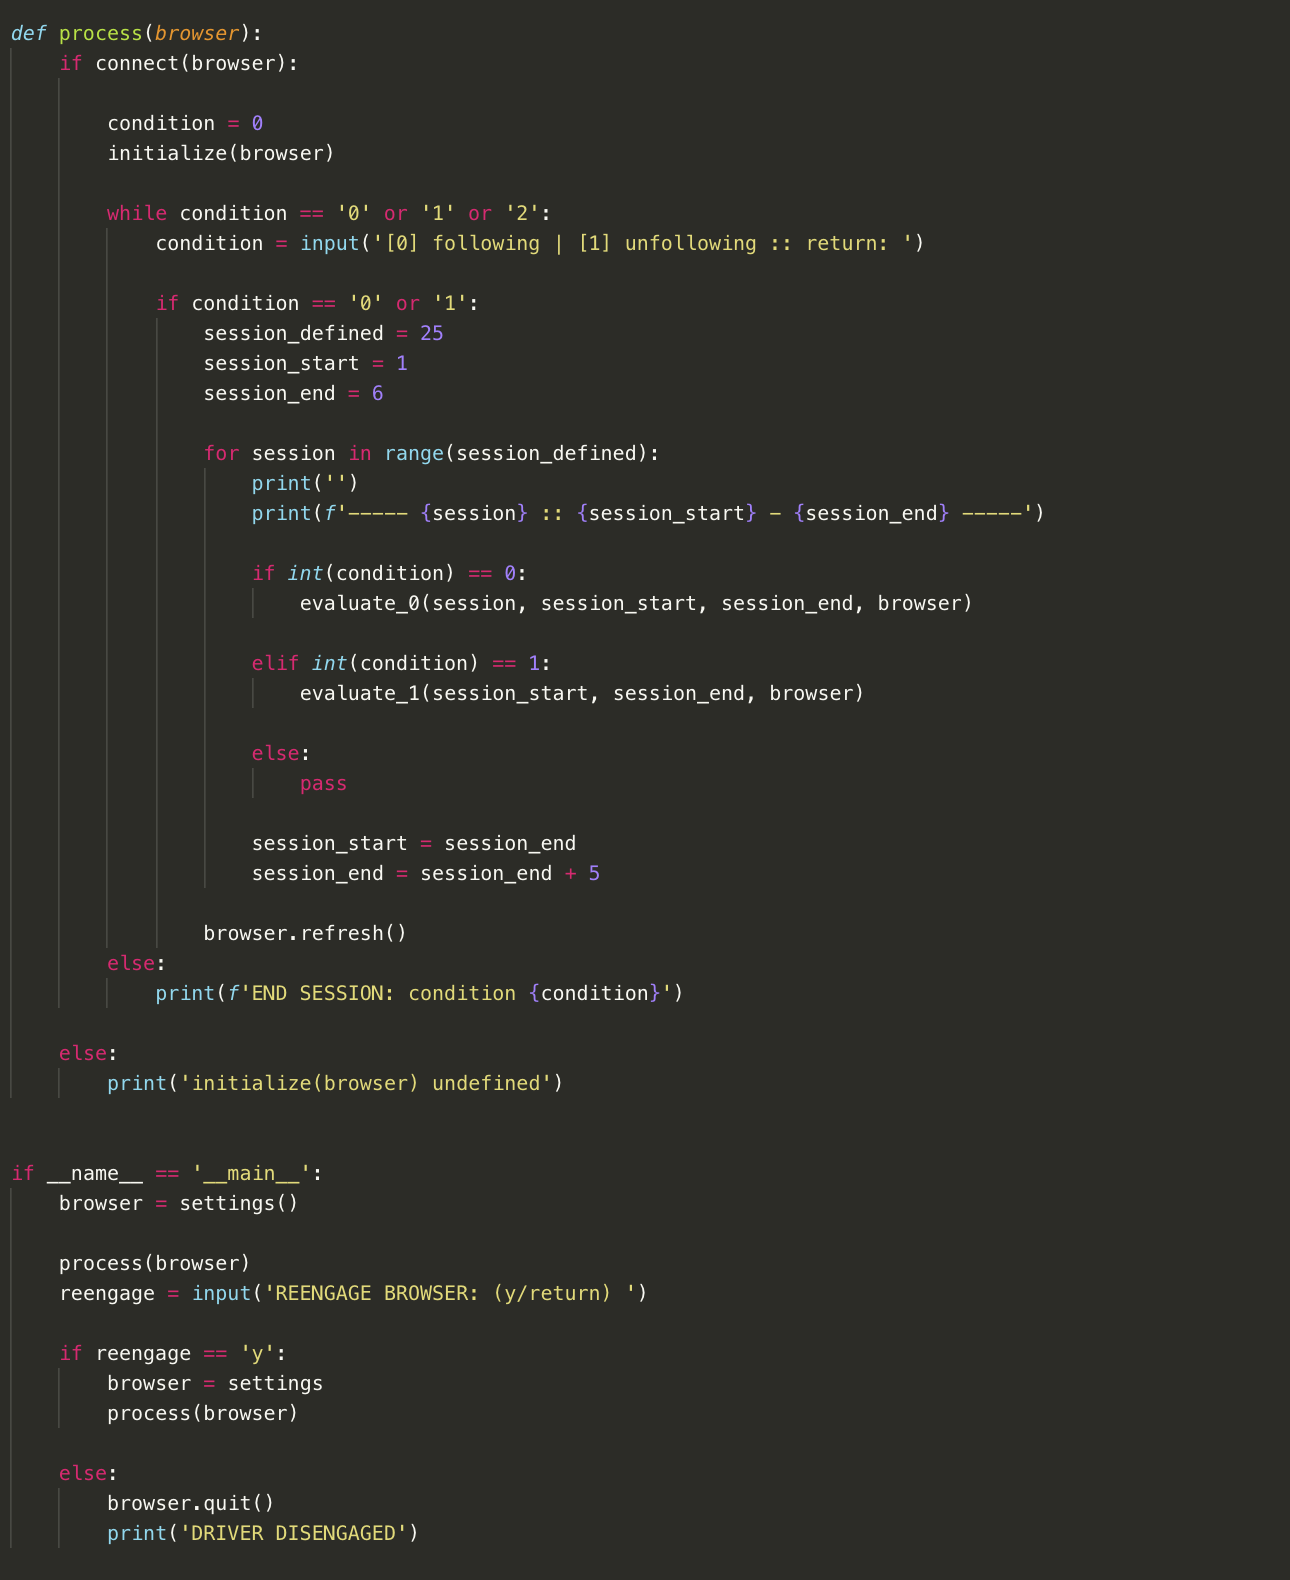 def process(browser):
    if connect(browser):

        condition = 0
        initialize(browser)

        while condition == '0' or '1' or '2':
            condition = input('[0] following | [1] unfollowing :: return: ')

            if condition == '0' or '1':
                session_defined = 25
                session_start = 1
                session_end = 6

                for session in range(session_defined):
                    print('')
                    print(f'----- {session} :: {session_start} - {session_end} -----')

                    if int(condition) == 0:
                        evaluate_0(session, session_start, session_end, browser)

                    elif int(condition) == 1:
                        evaluate_1(session_start, session_end, browser)

                    else:
                        pass

                    session_start = session_end
                    session_end = session_end + 5

                browser.refresh()
        else:
            print(f'END SESSION: condition {condition}')

    else:
        print('initialize(browser) undefined')


if __name__ == '__main__':
    browser = settings()

    process(browser)
    reengage = input('REENGAGE BROWSER: (y/return) ')

    if reengage == 'y':
        browser = settings
        process(browser)

    else:
        browser.quit()
        print('DRIVER DISENGAGED')